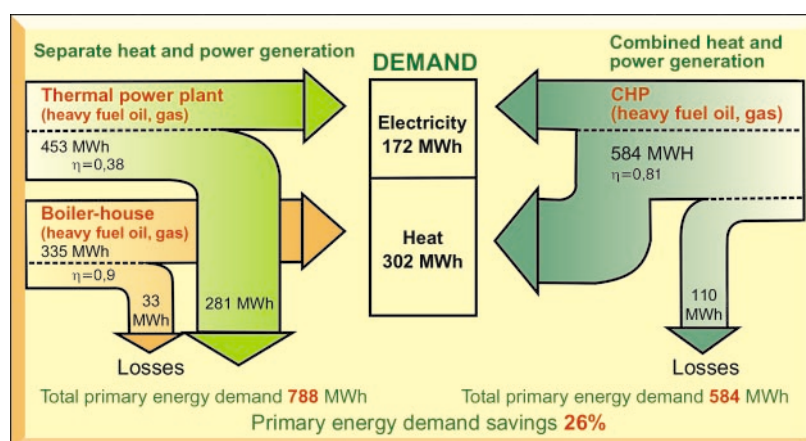 Separate heat and power generation
Thermal power plant
(heavy fuel oil, gas)
453 MWh
η=0,38
Boiler-house
(heavy fuel oil, gas)
335 MWh
η=0,9
33
MWh
281 MWh
Losses
Total primary energy demand 788 MWh
DEMAND
Electricity
172 MWh
Heat
302 MWh
Combined heat and
power generation
CHP
(heavy fuel oil, gas)
584 MWH
η=0,81
110
MWh
Losses
Total primary energy demand 584 MWh
Primary energy demand savings 26%